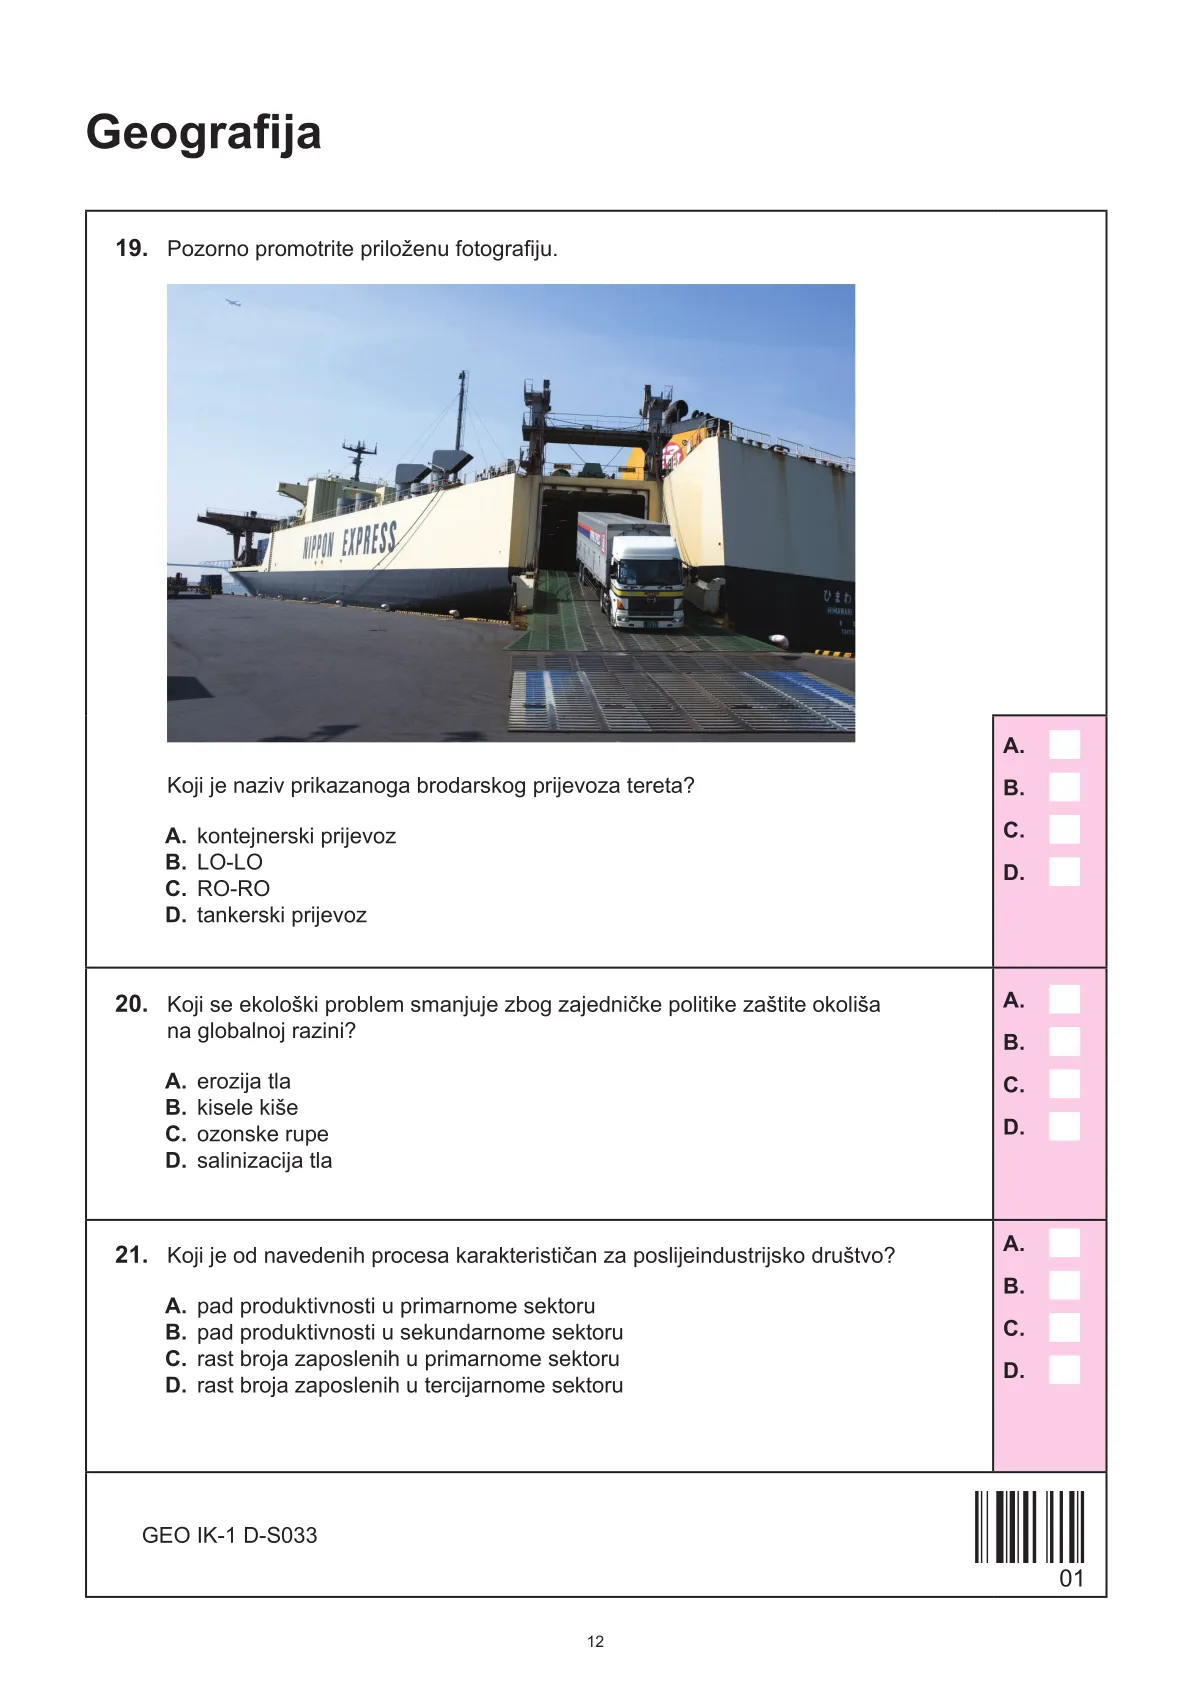 Geografija
19. Pozorno promotrite priloženu fotografiju.
NIPPON EXPRESS
ひまわ
HIMAWARI
Koji je naziv prikazanoga brodarskog prijevoza tereta?
A. kontejnerski prijevoz
B. LO-LO
C. RO-RO
D. tankerski prijevoz
A.
B.
C.
D.
20. Koji se ekološki problem smanjuje zbog zajedničke politike zaštite okoliša
na globalnoj razini?
A. erozija tla
B. kisele kiše
C. ozonske rupe
D. salinizacija tla
A.
B.
C.
D.
21. Koji je od navedenih procesa karakterističan za poslijeindustrijsko društvo?
A. pad produktivnosti u primarnome sektoru
B. pad produktivnosti u sekundarnome sektoru
C. rast broja zaposlenih u primarnome sektoru
D. rast broja zaposlenih u tercijarnome sektoru
A.
B.
C.
D.
GEO IK-1 D-S033
01
12